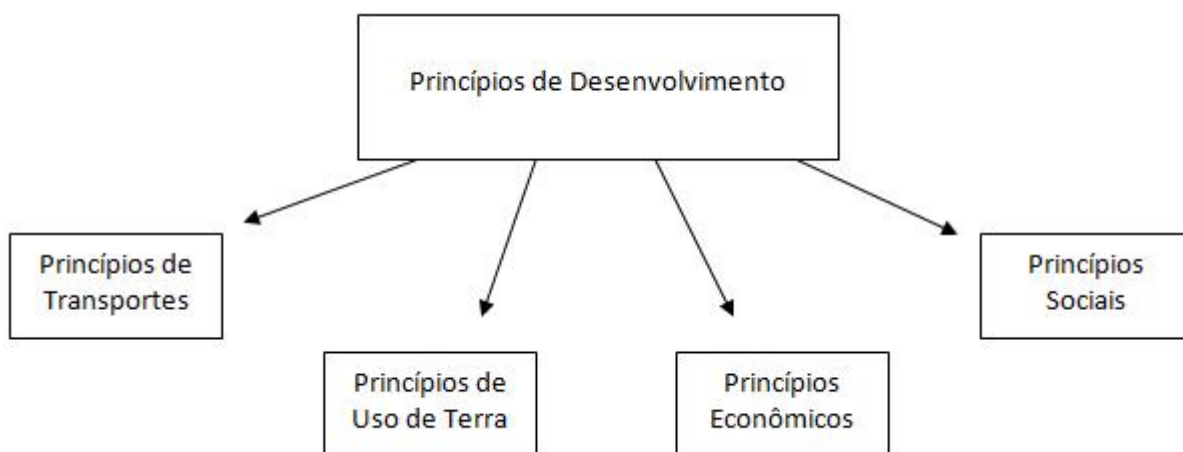 Princípios de Desenvolvimento
Princípios de
Transportes
Princípios de
Uso de Terra
Princípios
Econômicos
Princípios
Sociais